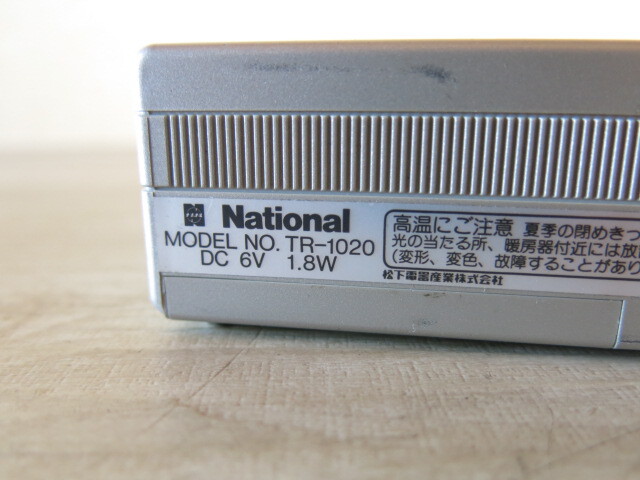 National
MODEL NO. TR-1020
DC 6V 1.8W
高温にご注意 夏季の閉めきっ
光の当たる所、暖房器付近には放
(変形、変色、故障することがあり
松下電器産業株式会社